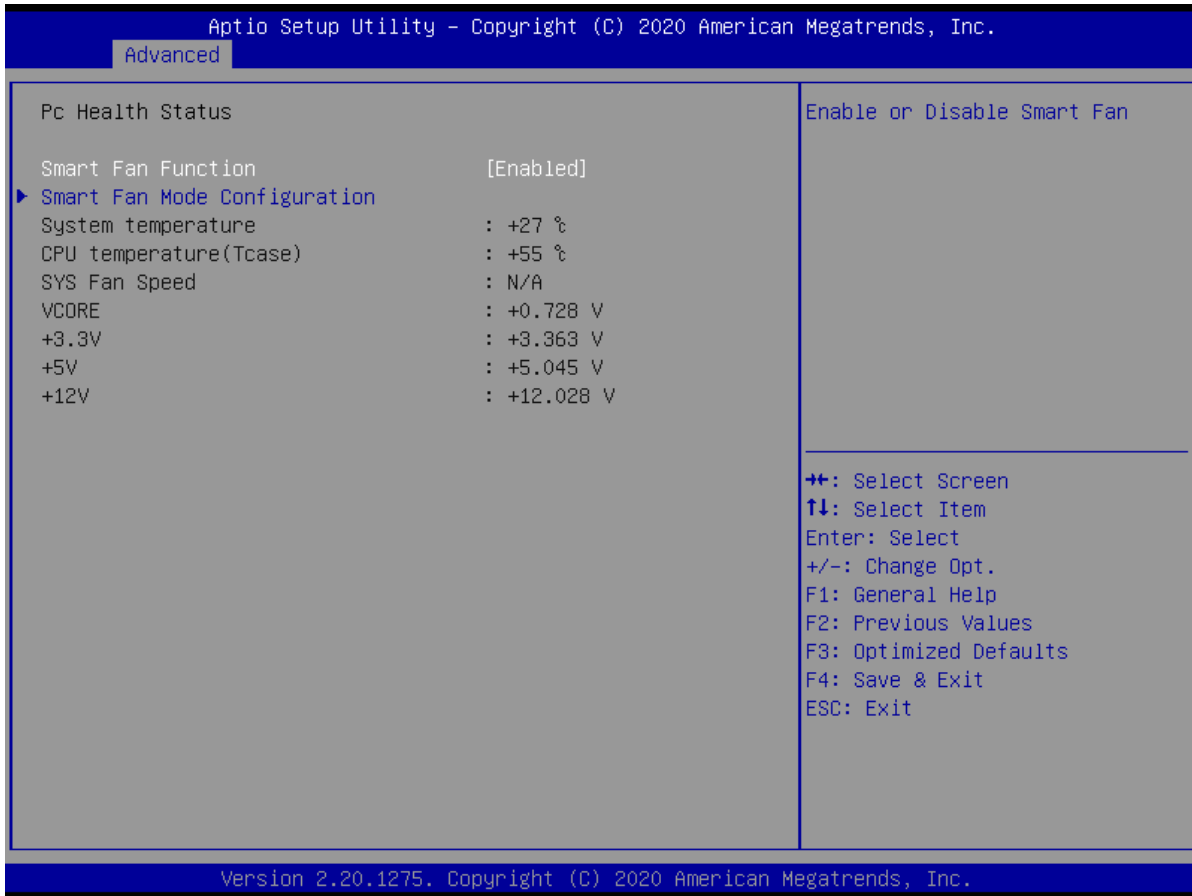 Aptio Setup Utility – Copyright (C) 2020 American Megatrends, Inc.
Advanced
Pc Health Status
Smart Fan Function [Enabled]
▶ Smart Fan Mode Configuration
System temperature : +27 ℃
CPU temperature(Tcase) : +55 ℃
SYS Fan Speed : N/A
VCORE : +0.728 V
+3.3V : +3.363 V
+5V : +5.045 V
+12V : +12.028 V
Enable or Disable Smart Fan
→←: Select Screen
↑↓: Select Item
Enter: Select
+/-: Change Opt.
F1: General Help
F2: Previous Values
F3: Optimized Defaults
F4: Save & Exit
ESC: Exit
Version 2.20.1275. Copyright (C) 2020 American Megatrends, Inc.